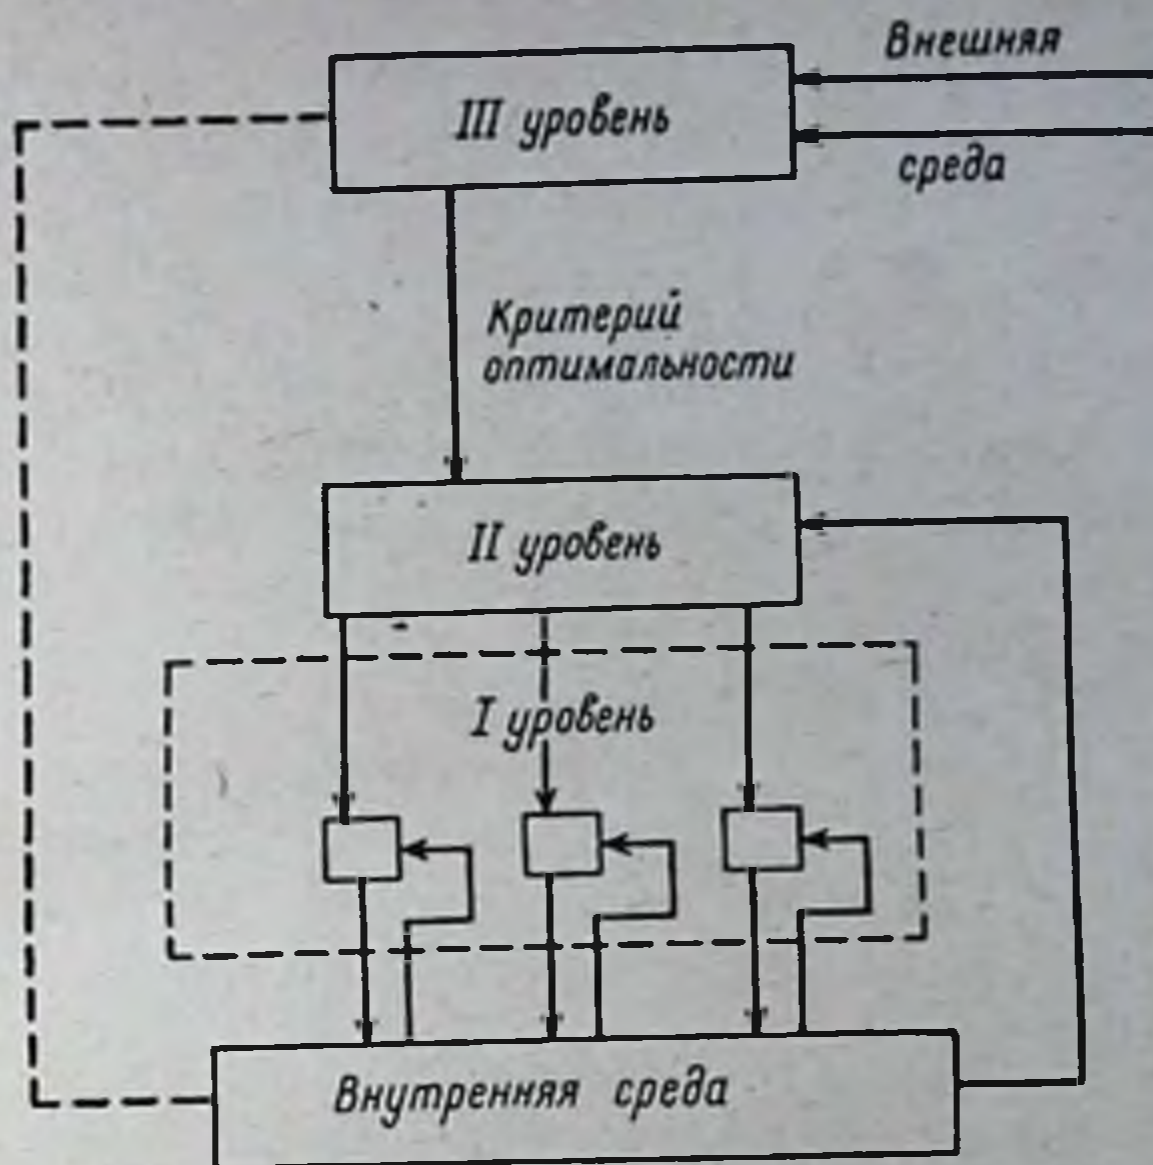 Внешняя
III уровень
среда
Критерий
оптимальности
II уровень
I уровень
Внутренняя среда